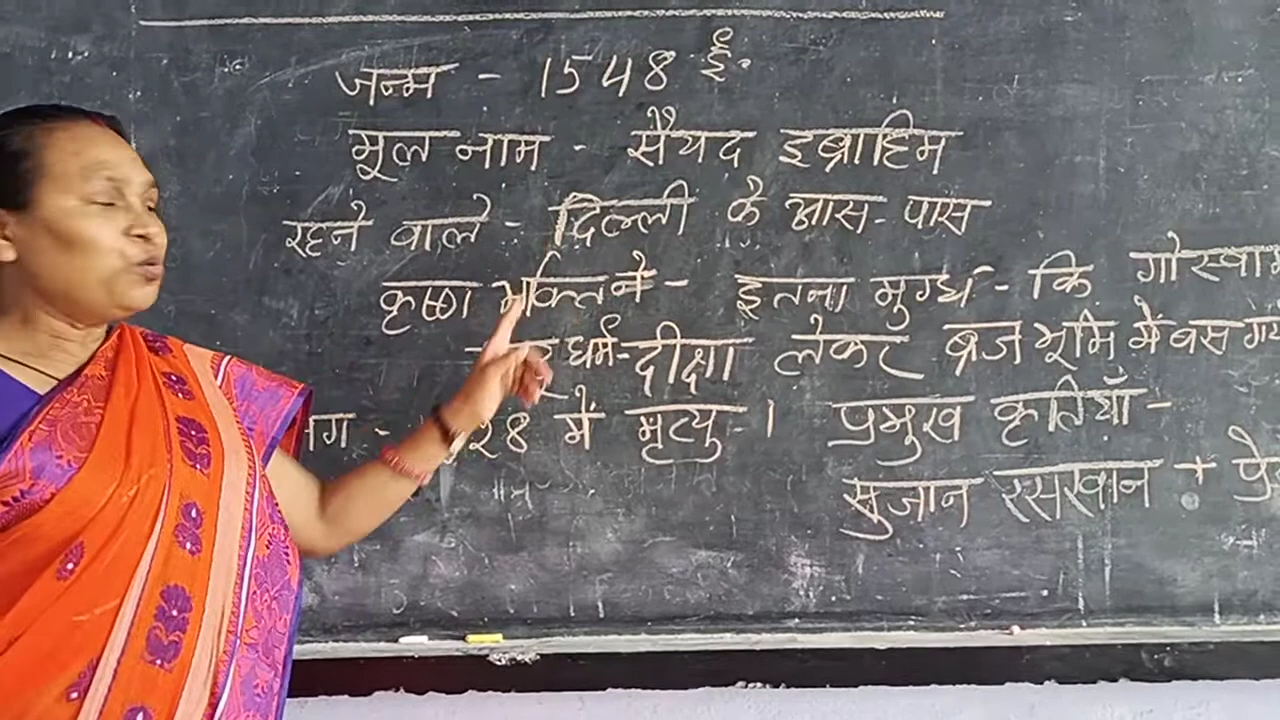 जन्म - 1548 ई.
मूल नाम - सैयद इब्राहिम
रहने वाले - दिल्ली के आस-पास
कृष्ण भक्ति में - इतना मुग्ध - कि
धर्म-दीक्षा लेकर ब्रज भूमि में बस
में मृत्यु - । प्रमुख कृतियाँ -
सुजान रसखान +